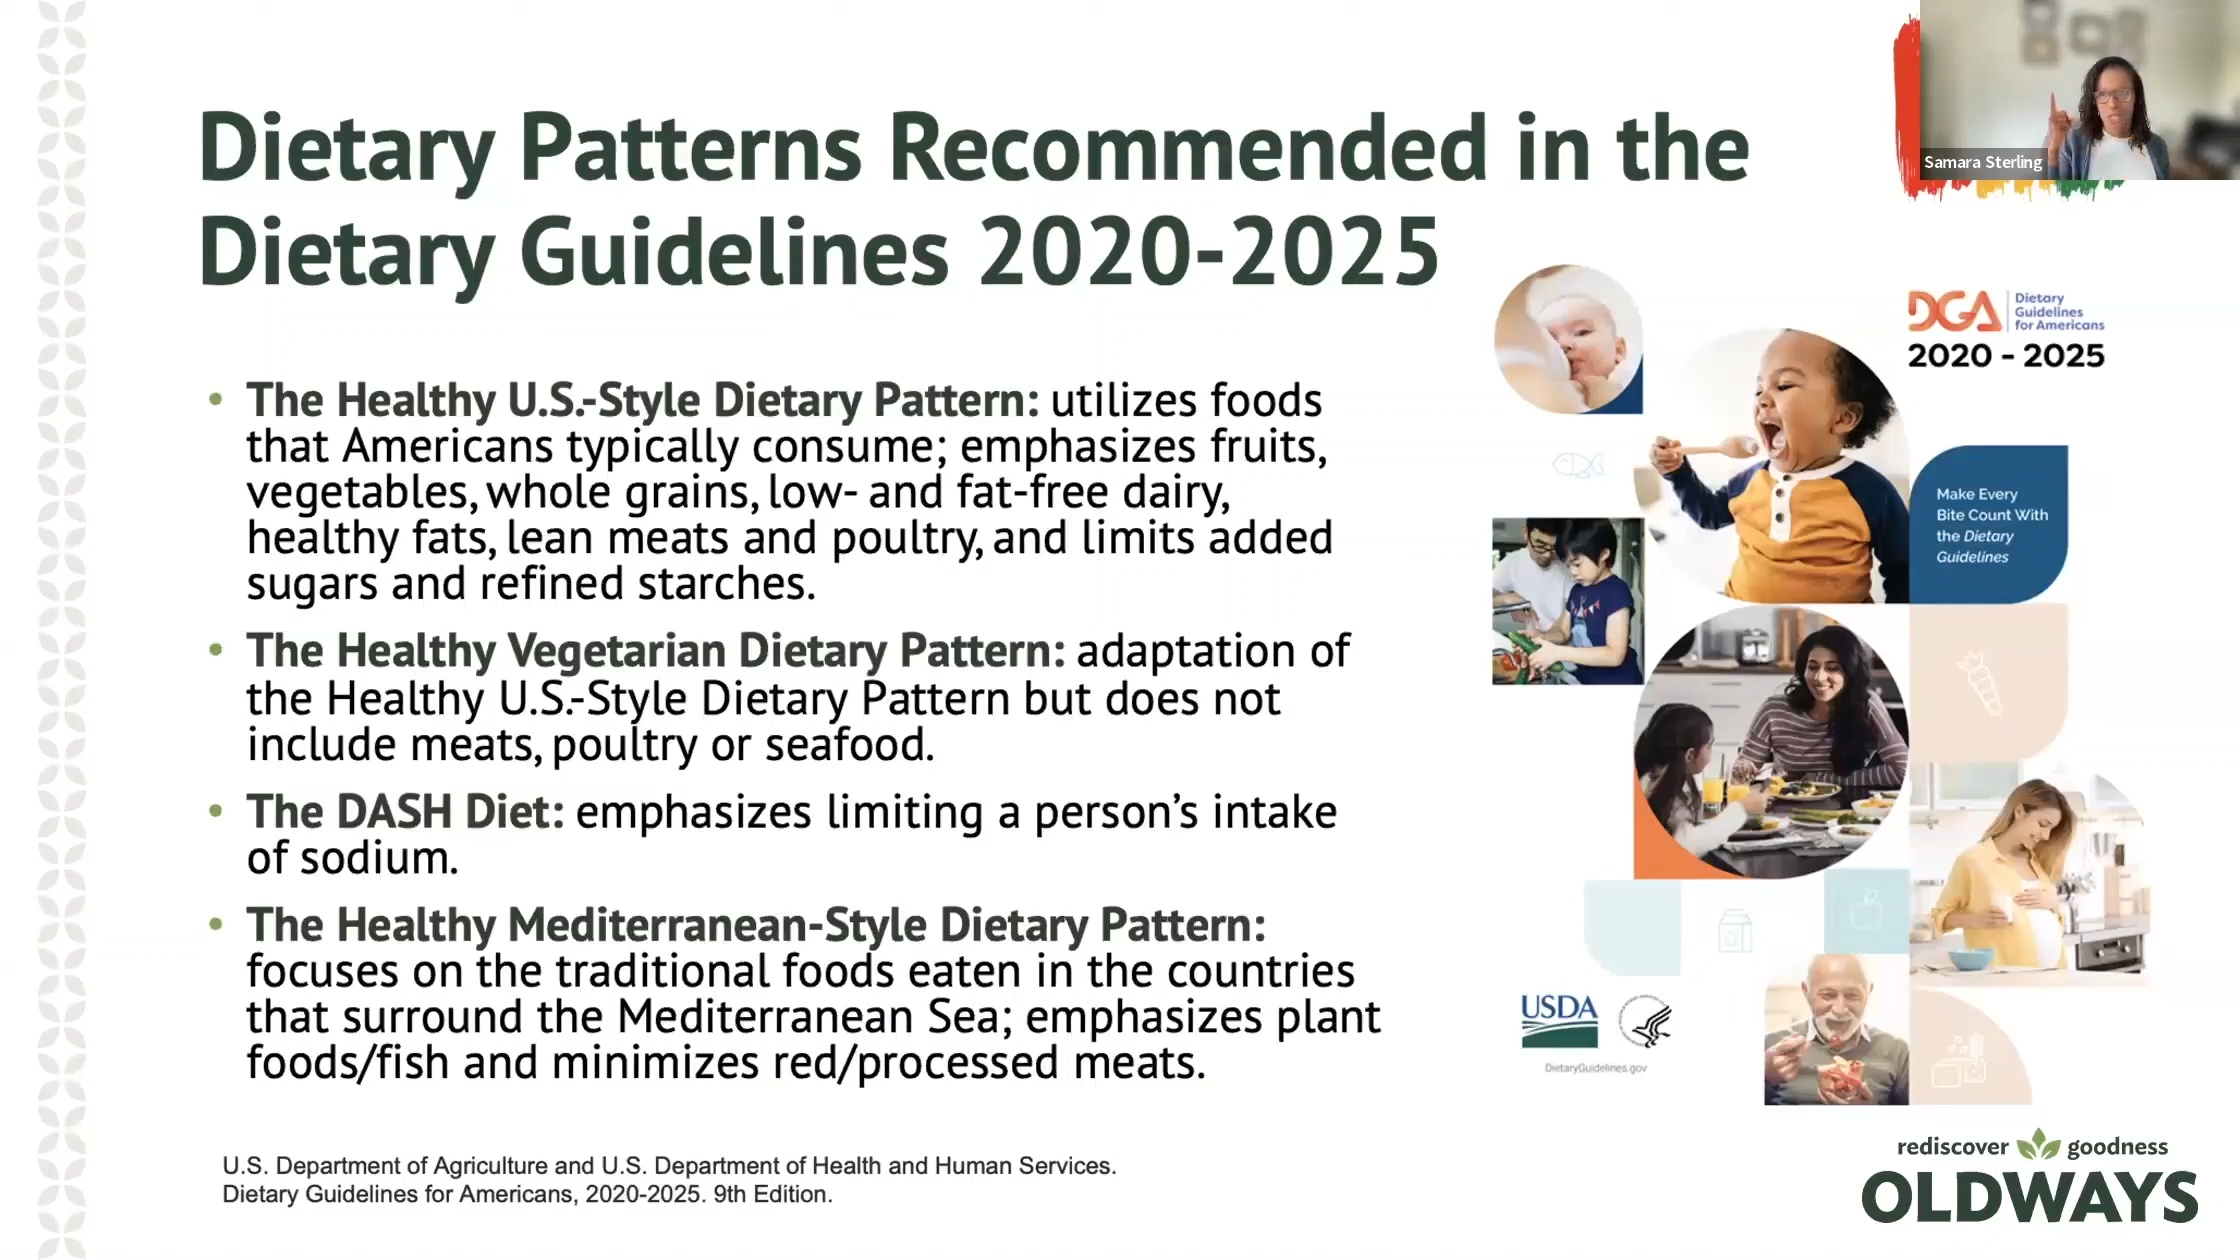 Samara Sterling
Dietary Patterns Recommended in the
Dietary Guidelines 2020-2025
• The Healthy U.S.-Style Dietary Pattern: utilizes foods
that Americans typically consume; emphasizes fruits,
vegetables, whole grains, low- and fat-free dairy,
healthy fats, lean meats and poultry, and limits added
sugars and refined starches.
• The Healthy Vegetarian Dietary Pattern: adaptation of
the Healthy U.S.-Style Dietary Pattern but does not
include meats, poultry or seafood.
• The DASH Diet: emphasizes limiting a person’s intake
of sodium.
• The Healthy Mediterranean-Style Dietary Pattern:
focuses on the traditional foods eaten in the countries
that surround the Mediterranean Sea; emphasizes plant
foods/fish and minimizes red/processed meats.
U.S. Department of Agriculture and U.S. Department of Health and Human Services.
Dietary Guidelines for Americans, 2020-2025. 9th Edition.
DGA
Dietary
Guidelines
for Americans
2020 - 2025
Make Every
Bite Count With
the Dietary
Guidelines
USDA
DietaryGuidelines.gov
rediscover goodness
OLDWAYS